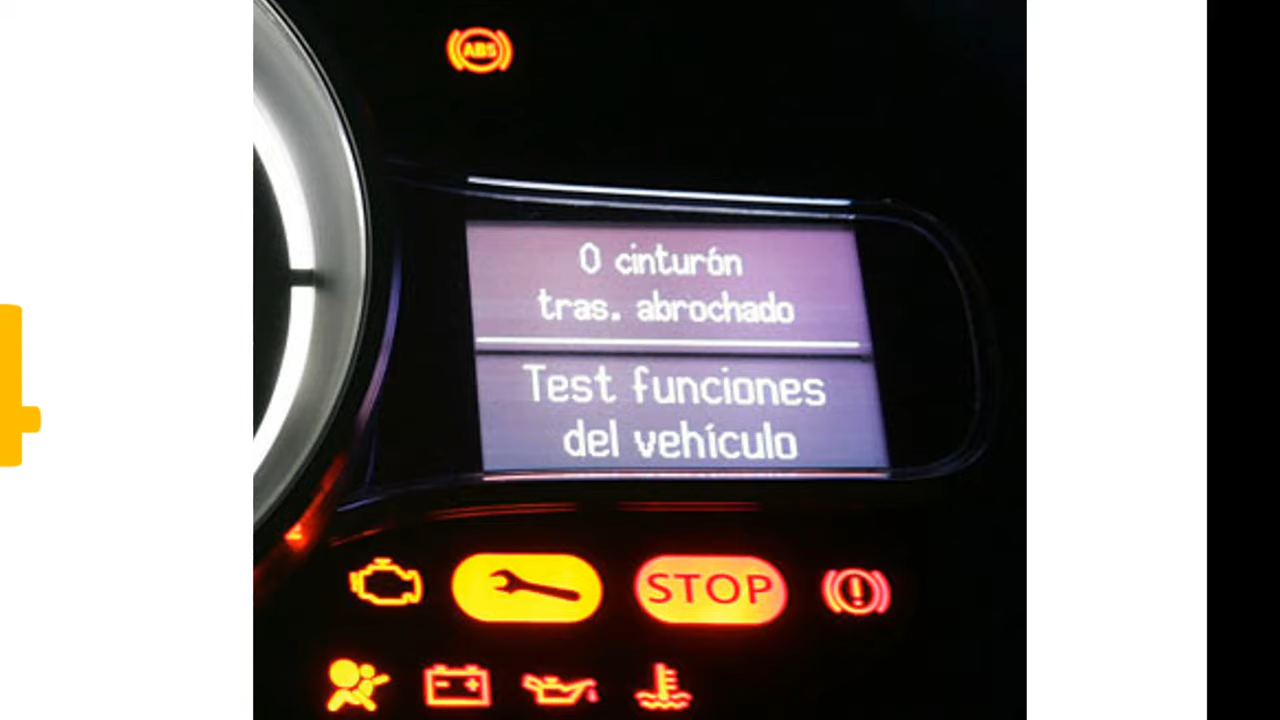 ABS
0 cinturón
tras. abrochado
Test funciones
del vehículo
STOP